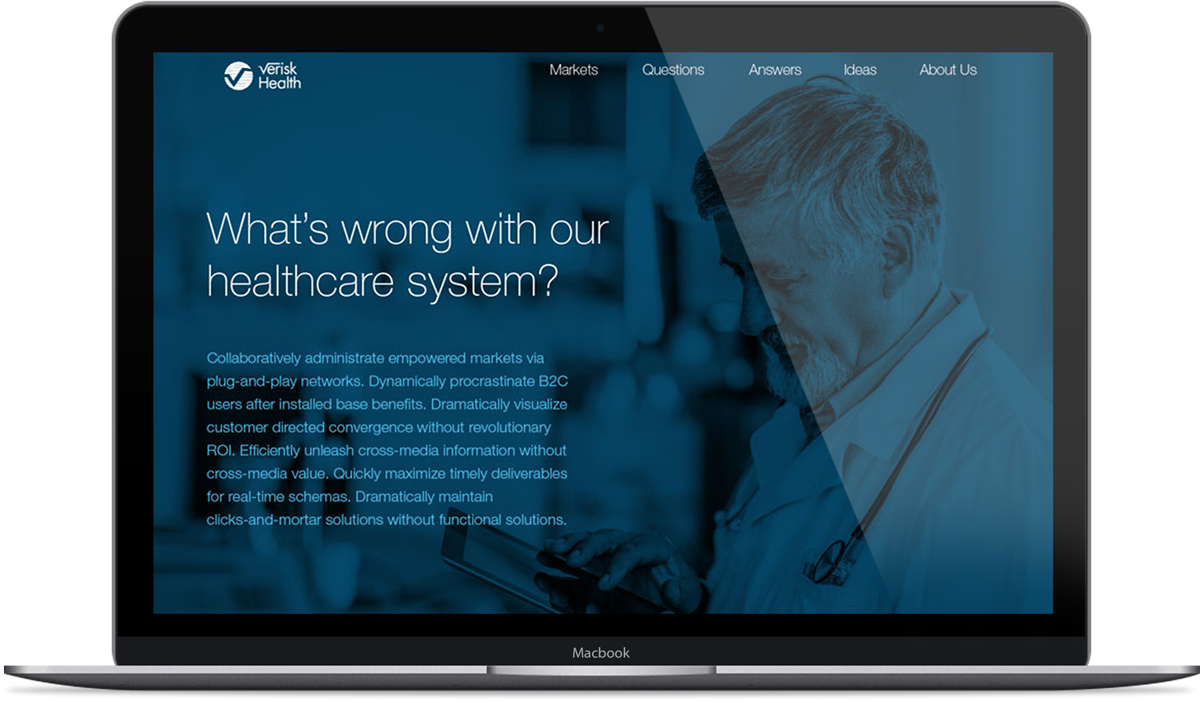 verisk
Health
Markets
Questions
Answers
Ideas
About Us
What's wrong with our
healthcare system?
Collaboratively administrate empowered markets via
plug-and-play networks. Dynamically procrastinate B2C
users after installed base benefits. Dramatically visualize
customer directed convergence without revolutionary
ROI. Efficiently unleash cross-media information without
cross-media value. Quickly maximize timely deliverables
for real-time schemas. Dramatically maintain
clicks-and-mortar solutions without functional solutions.
Macbook